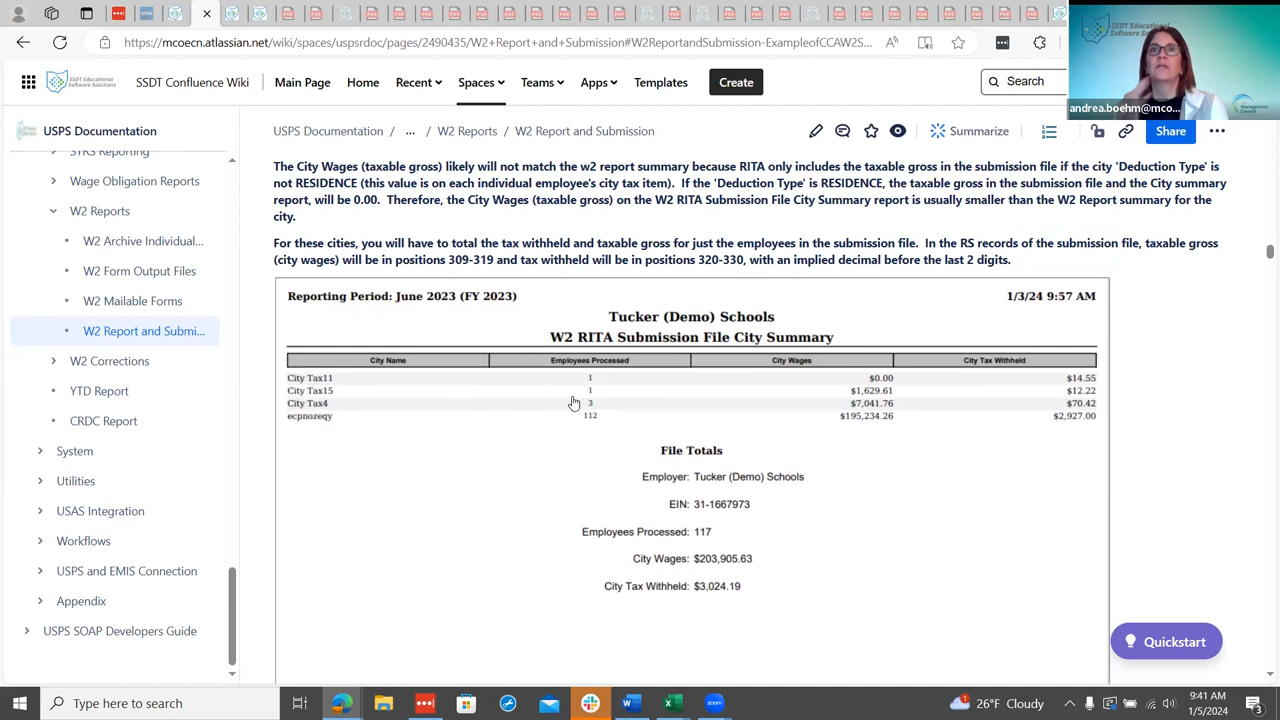 https://mcoecn.atlassian.net/wiki/spaces/uspsrdoc/pages/
SSDT Educational
Software Solutions
SSDT Confluence Wiki
Main Page
Home
Recent
Spaces
Teams
Apps
Templates
Create
Search
andrea.boehm@mco...
USPS Documentation
USPS Documentation / ... / W2 Reports / W2 Report and Submission
Summarize
Share
STRS Reporting
Wage Obligation Reports
W2 Reports
W2 Archive Individual...
W2 Form Output Files
W2 Mailable Forms
W2 Report and Submi...
W2 Corrections
YTD Report
CRDC Report
System
Utilities
USAS Integration
Workflows
USPS and EMIS Connection
Appendix
USPS SOAP Developers Guide
The City Wages (taxable gross) likely will not match the w2 report summary because RITA only includes the taxable gross in the submission file if the city 'Deduction Type' is
not RESIDENCE (this value is on each individual employee's city tax item). If the 'Deduction Type' is RESIDENCE, the taxable gross in the submission file and the City summary
report, will be 0.00. Therefore, the City Wages (taxable gross) on the W2 RITA Submission File City Summary report is usually smaller than the W2 Report summary for the
city.
For these cities, you will have to total the tax withheld and taxable gross for just the employees in the submission file. In the RS records of the submission file, taxable gross
(city wages) will be in positions 309-319 and tax withheld will be in positions 320-330, with an implied decimal before the last 2 digits.
Reporting Period: June 2023 (FY 2023) 1/3/24 9:57 AM
Tucker (Demo) Schools
W2 RITA Submission File City Summary
City Name Employees Processed City Wages City Tax Withheld
City Tax11 1 $0.00 $14.55
City Tax15 1 $1,629.61 $12.22
City Tax4 3 $7,041.76 $70.42
ecpnozeqy 112 $195,234.26 $2,927.00
File Totals
Employer: Tucker (Demo) Schools
EIN: 31-1667973
Employees Processed: 117
City Wages: $203,905.63
City Tax Withheld: $3,024.19
Quickstart
Type here to search
zoom
26°F Cloudy
9:41 AM
1/5/2024